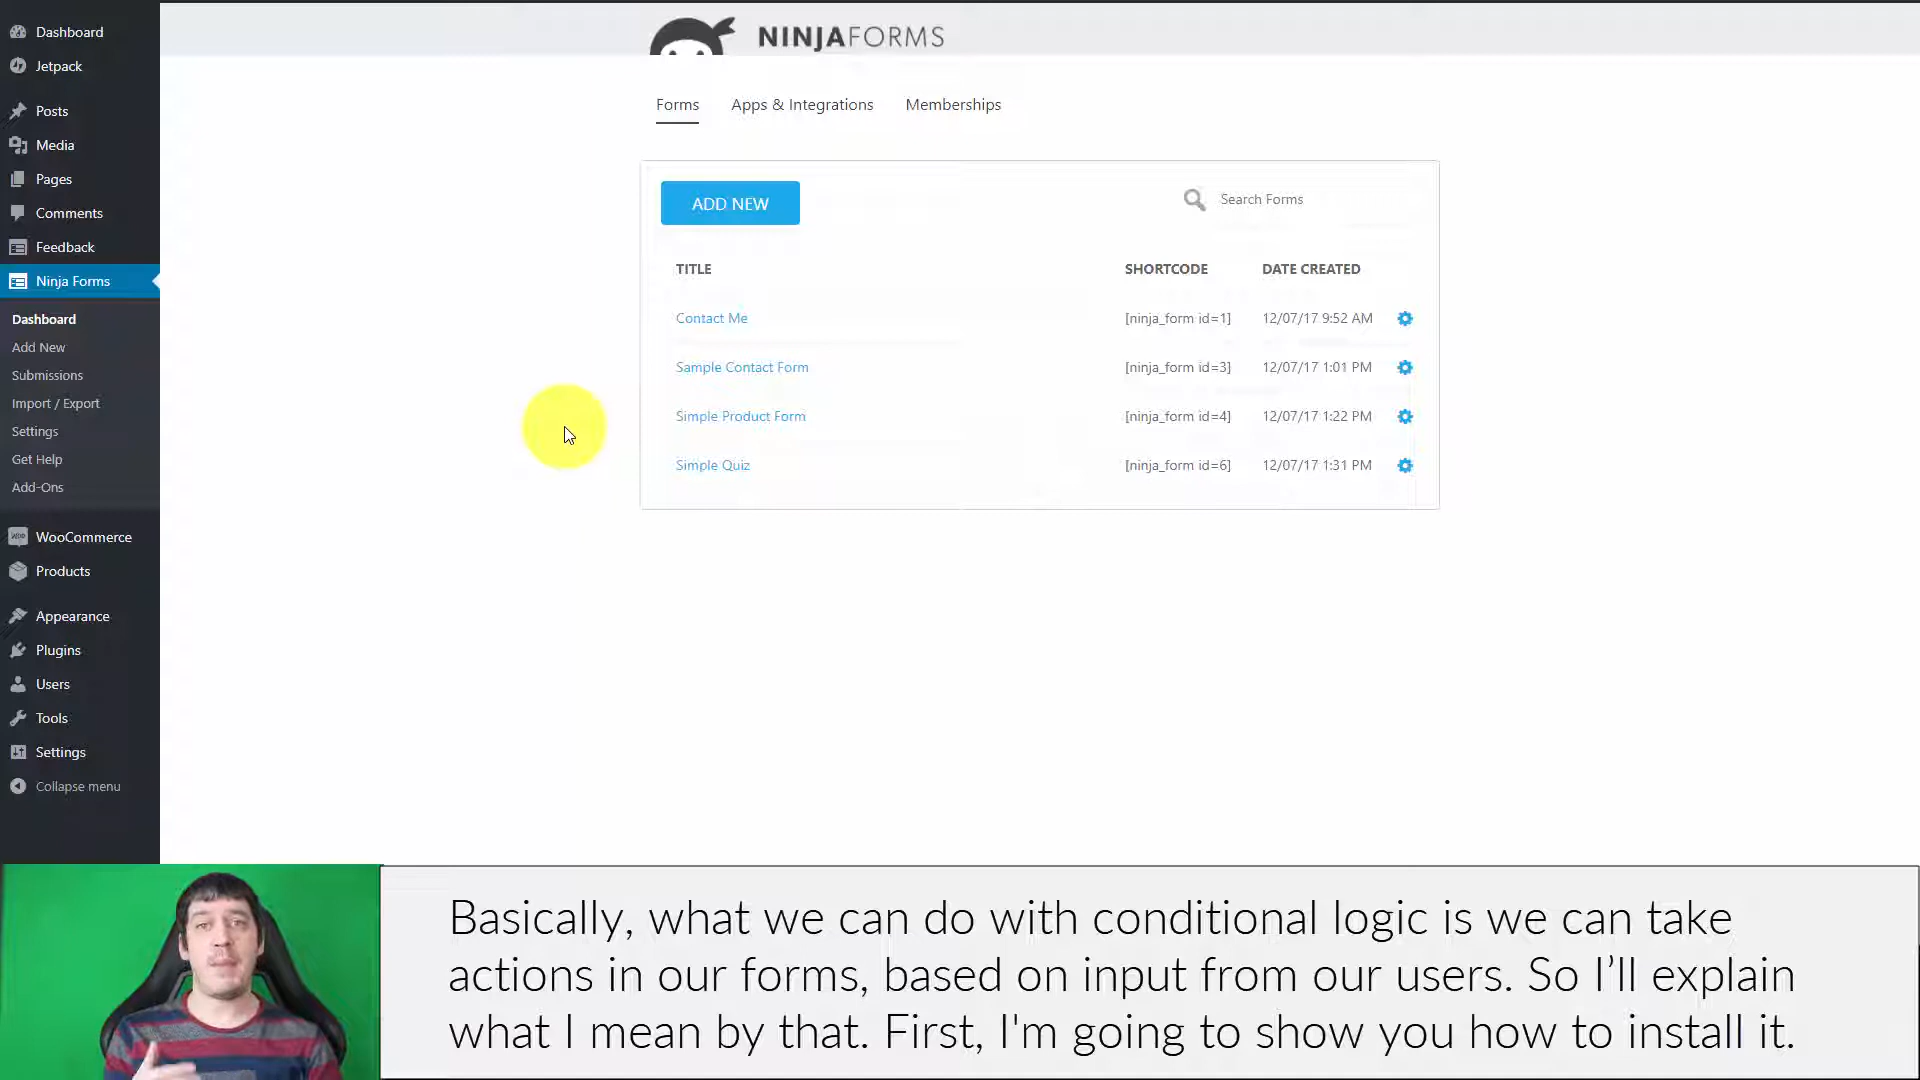 Dashboard
Jetpack
Posts
Media
Pages
Comments
Feedback
Ninja Forms
Dashboard
Add New
Submissions
Import / Export
Settings
Get Help
Add-Ons
WooCommerce
Products
Appearance
Plugins
Users
Tools
Settings
Collapse menu
NINJAFORMS
Forms Apps & Integrations Memberships
ADD NEW Search Forms
TITLE SHORTCODE DATE CREATED
Contact Me [ninja_form id=1] 12/07/17 9:52 AM
Sample Contact Form [ninja_form id=3] 12/07/17 1:01 PM
Simple Product Form [ninja_form id=4] 12/07/17 1:22 PM
Simple Quiz [ninja_form id=6] 12/07/17 1:31 PM
Basically, what we can do with conditional logic is we can take
actions in our forms, based on input from our users. So I’ll explain
what I mean by that. First, I'm going to show you how to install it.